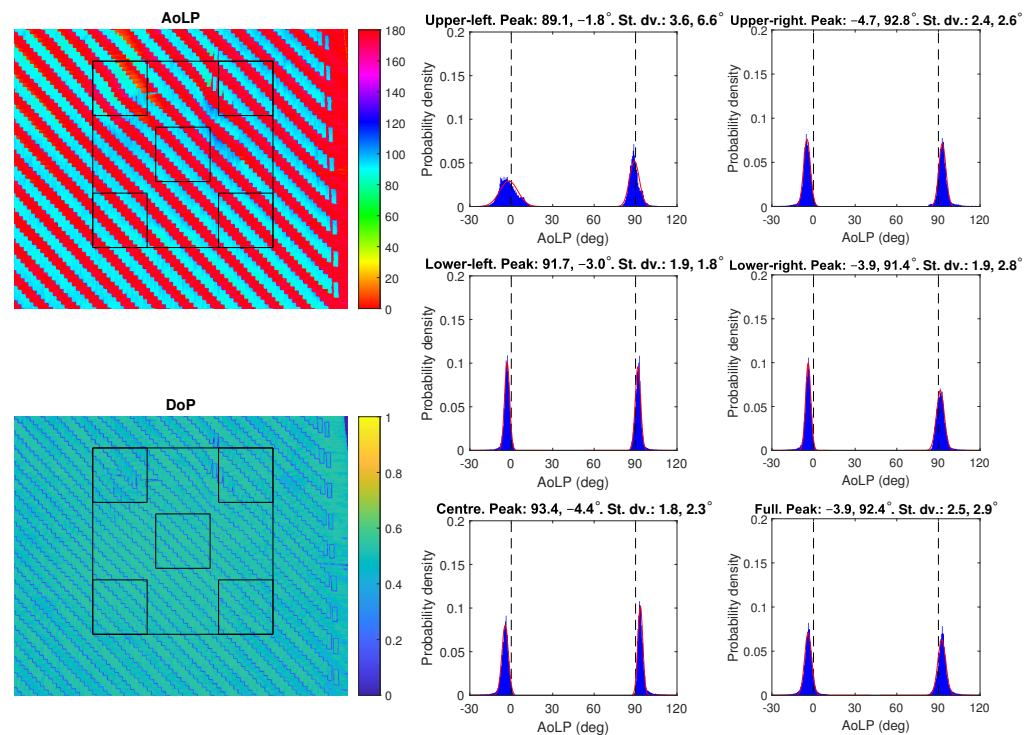 AoLP
180
160
140
120
100
80
60
40
20
0
Upper-left. Peak: 89.1, −1.8°. St. dv.: 3.6, 6.6°
0.2
0.15
0.1
0.05
0
Probability density
-30 0 30 60 90 120
AoLP (deg)
Upper-right. Peak: −4.7, 92.8°. St. dv.: 2.4, 2.6°
0.2
0.15
0.1
0.05
0
Probability density
-30 0 30 60 90 120
AoLP (deg)
Lower-left. Peak: 91.7, −3.0°. St. dv.: 1.9, 1.8°
0.2
0.15
0.1
0.05
0
Probability density
-30 0 30 60 90 120
AoLP (deg)
Lower-right. Peak: −3.9, 91.4°. St. dv.: 1.9, 2.8°
0.2
0.15
0.1
0.05
0
Probability density
-30 0 30 60 90 120
AoLP (deg)
DoP
1
0.8
0.6
0.4
0.2
0
Centre. Peak: 93.4, −4.4°. St. dv.: 1.8, 2.3°
0.2
0.15
0.1
0.05
0
Probability density
-30 0 30 60 90 120
AoLP (deg)
Full. Peak: −3.9, 92.4°. St. dv.: 2.5, 2.9°
0.2
0.15
0.1
0.05
0
Probability density
-30 0 30 60 90 120
AoLP (deg)